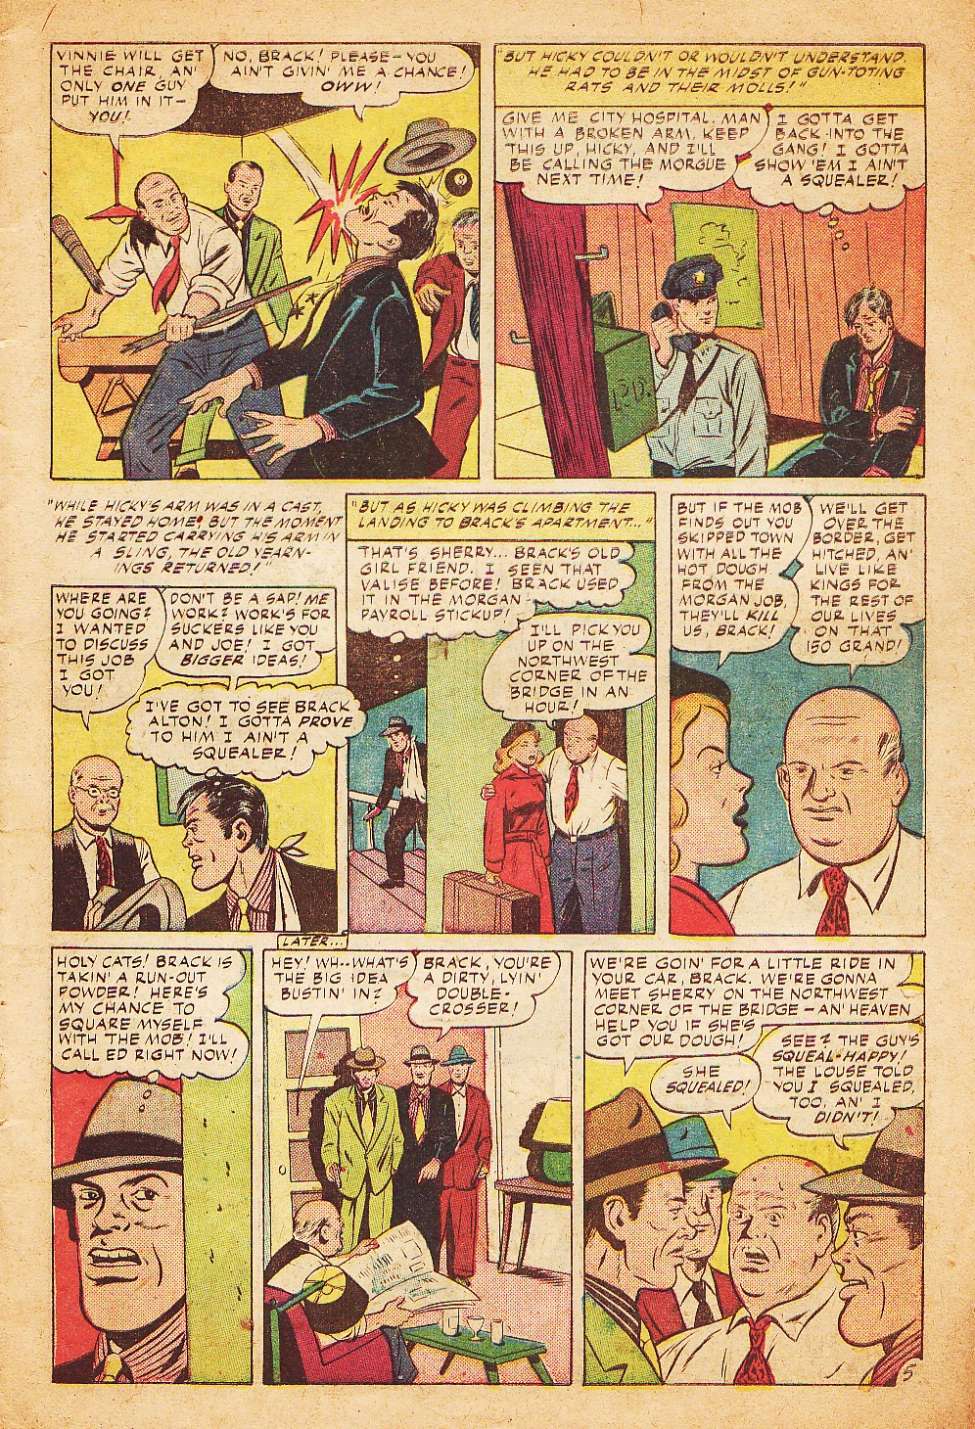 VINNIE WILL GET
THE CHAIR, AN'
ONLY ONE GUY
PUT HIM IN IT—
YOU!
NO, BRACK! PLEASE—YOU
AIN'T GIVIN' ME A CHANCE!
OWW!
"BUT HICKY COULDN'T OR WOULDN'T UNDERSTAND.
HE HAD TO BE IN THE MIDST OF GUN-TOTING
RATS AND THEIR MOLLS!"
GIVE ME CITY HOSPITAL. MAN
WITH A BROKEN ARM. KEEP
THIS UP, HICKY, AND I'LL
BE CALLING THE MORGUE
NEXT TIME!
I GOTTA GET
BACK INTO THE
GANG! I GOTTA
SHOW 'EM I AIN'T
A SQUEALER!
"WHILE HICKY'S ARM WAS IN A CAST,
HE STAYED HOME! BUT THE MOMENT
HE STARTED CARRYING HIS ARM IN
A SLING, THE OLD YEARN-
INGS RETURNED!"
WHERE ARE
YOU GOING?
I WANTED
TO DISCUSS
THIS JOB
I GOT
YOU!
DON'T BE A SAP! ME
WORK? WORK'S FOR
SUCKERS LIKE YOU
AND JOE! I GOT
BIGGER IDEAS!
I'VE GOT TO SEE BRACK
ALTON! I GOTTA PROVE
TO HIM I AIN'T A
SQUEALER!
"BUT AS HICKY WAS CLIMBING THE
LANDING TO BRACK'S APARTMENT..."
THAT'S SHERRY... BRACK'S OLD
GIRL FRIEND. I SEEN THAT
VALISE BEFORE! BRACK USED
IT IN THE MORGAN
PAYROLL STICKUP!
I'LL PICK YOU
UP ON THE
NORTHWEST
CORNER OF THE
BRIDGE IN AN
HOUR!
BUT IF THE MOB
FINDS OUT YOU
SKIPPED TOWN
WITH ALL THE
HOT DOUGH
FROM THE
MORGAN JOB,
THEY'LL KILL
US, BRACK!
WE'LL GET
OVER THE
BORDER, GET
HITCHED, AN'
LIVE LIKE
KINGS FOR
THE REST OF
OUR LIVES
ON THAT
150 GRAND!
HOLY CATS! BRACK IS
TAKIN' A RUN-OUT
POWDER! HERE'S
MY CHANCE TO
SQUARE MYSELF
WITH THE MOB! I'LL
CALL ED RIGHT NOW!
LATER...
HEY! WH--WHAT'S
THE BIG IDEA
BUSTIN' IN?
BRACK, YOU'RE
A DIRTY, LYIN'
DOUBLE-
CROSSER!
WE'RE GOIN' FOR A LITTLE RIDE IN
YOUR CAR, BRACK. WE'RE GONNA
MEET SHERRY ON THE NORTHWEST
CORNER OF THE BRIDGE — AN' HEAVEN
HELP YOU IF SHE'S
GOT OUR DOUGH!
SHE
SQUEALED!
SEE? THE GUY'S
SQUEAL-HAPPY!
THE LOUSE TOLD
YOU I SQUEALED,
TOO, AN' I
DIDN'T!
5